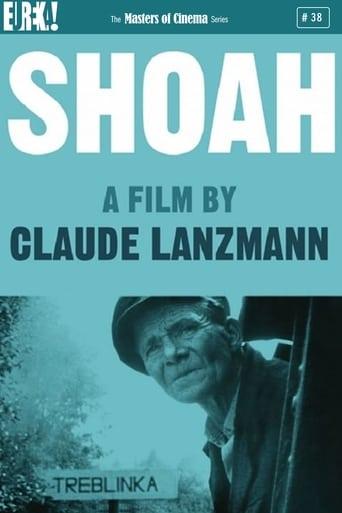 EUREKA!
The Masters of Cinema Series
# 38
SHOAH
A FILM BY
CLAUDE LANZMANN
TREBLINKA